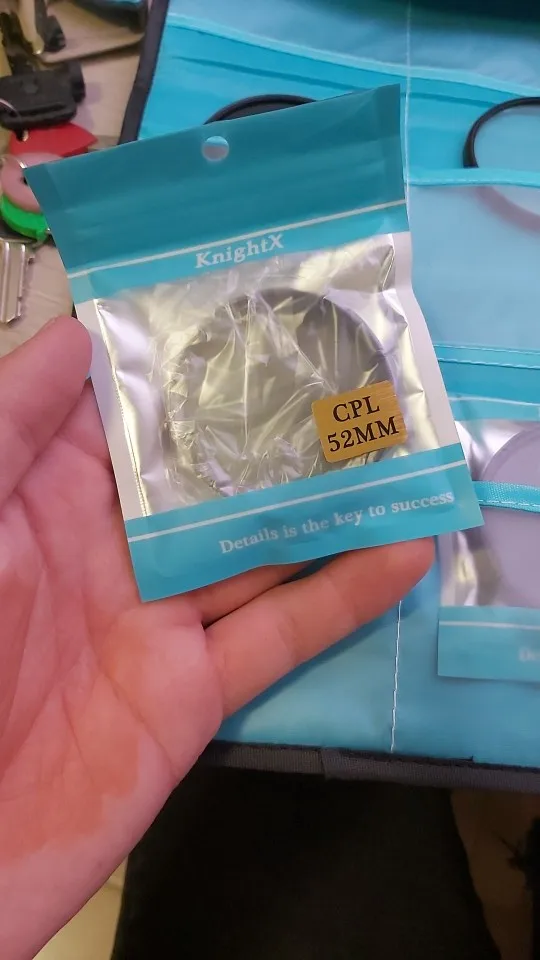 KnightX
CPL
52MM
Details is the key to success